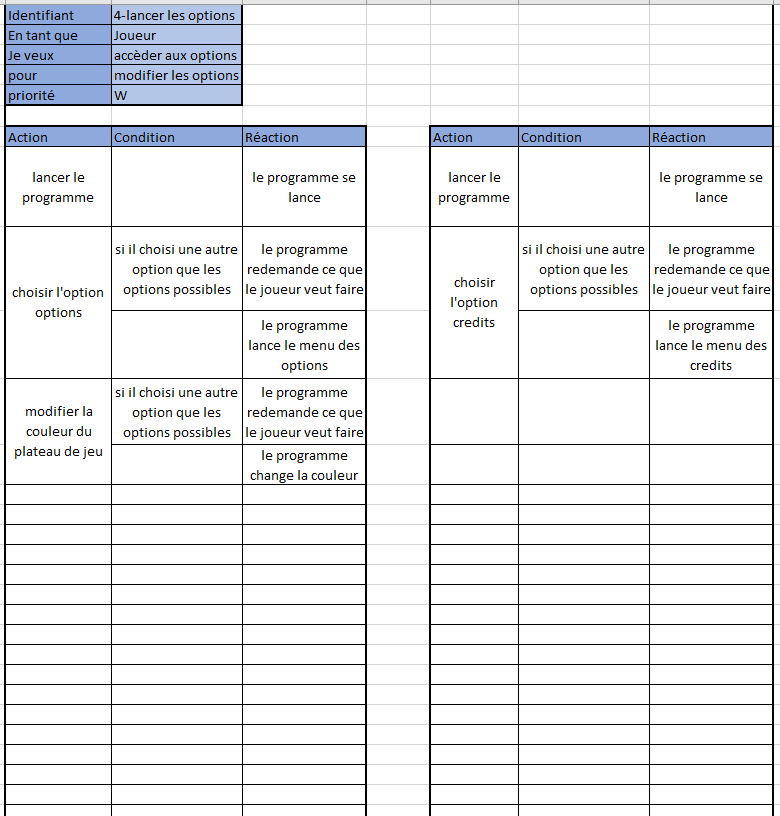 Identifiant 4-lancer les options
En tant que Joueur
Je veux accèder aux options
pour modifier les options
priorité W
Action Condition Réaction
lancer le
programme
le programme se
lance
choisir l'option
options
si il choisi une autre
option que les
options possibles
le programme
redemande ce que
le joueur veut faire
le programme
lance le menu des
options
modifier la
couleur du
plateau de jeu
si il choisi une autre
option que les
options possibles
le programme
redemande ce que
le joueur veut faire
le programme
change la couleur
Action Condition Réaction
lancer le
programme
le programme se
lance
choisir
l'option
credits
si il choisi une autre
option que les
options possibles
le programme
redemande ce que
le joueur veut faire
le programme
lance le menu des
credits